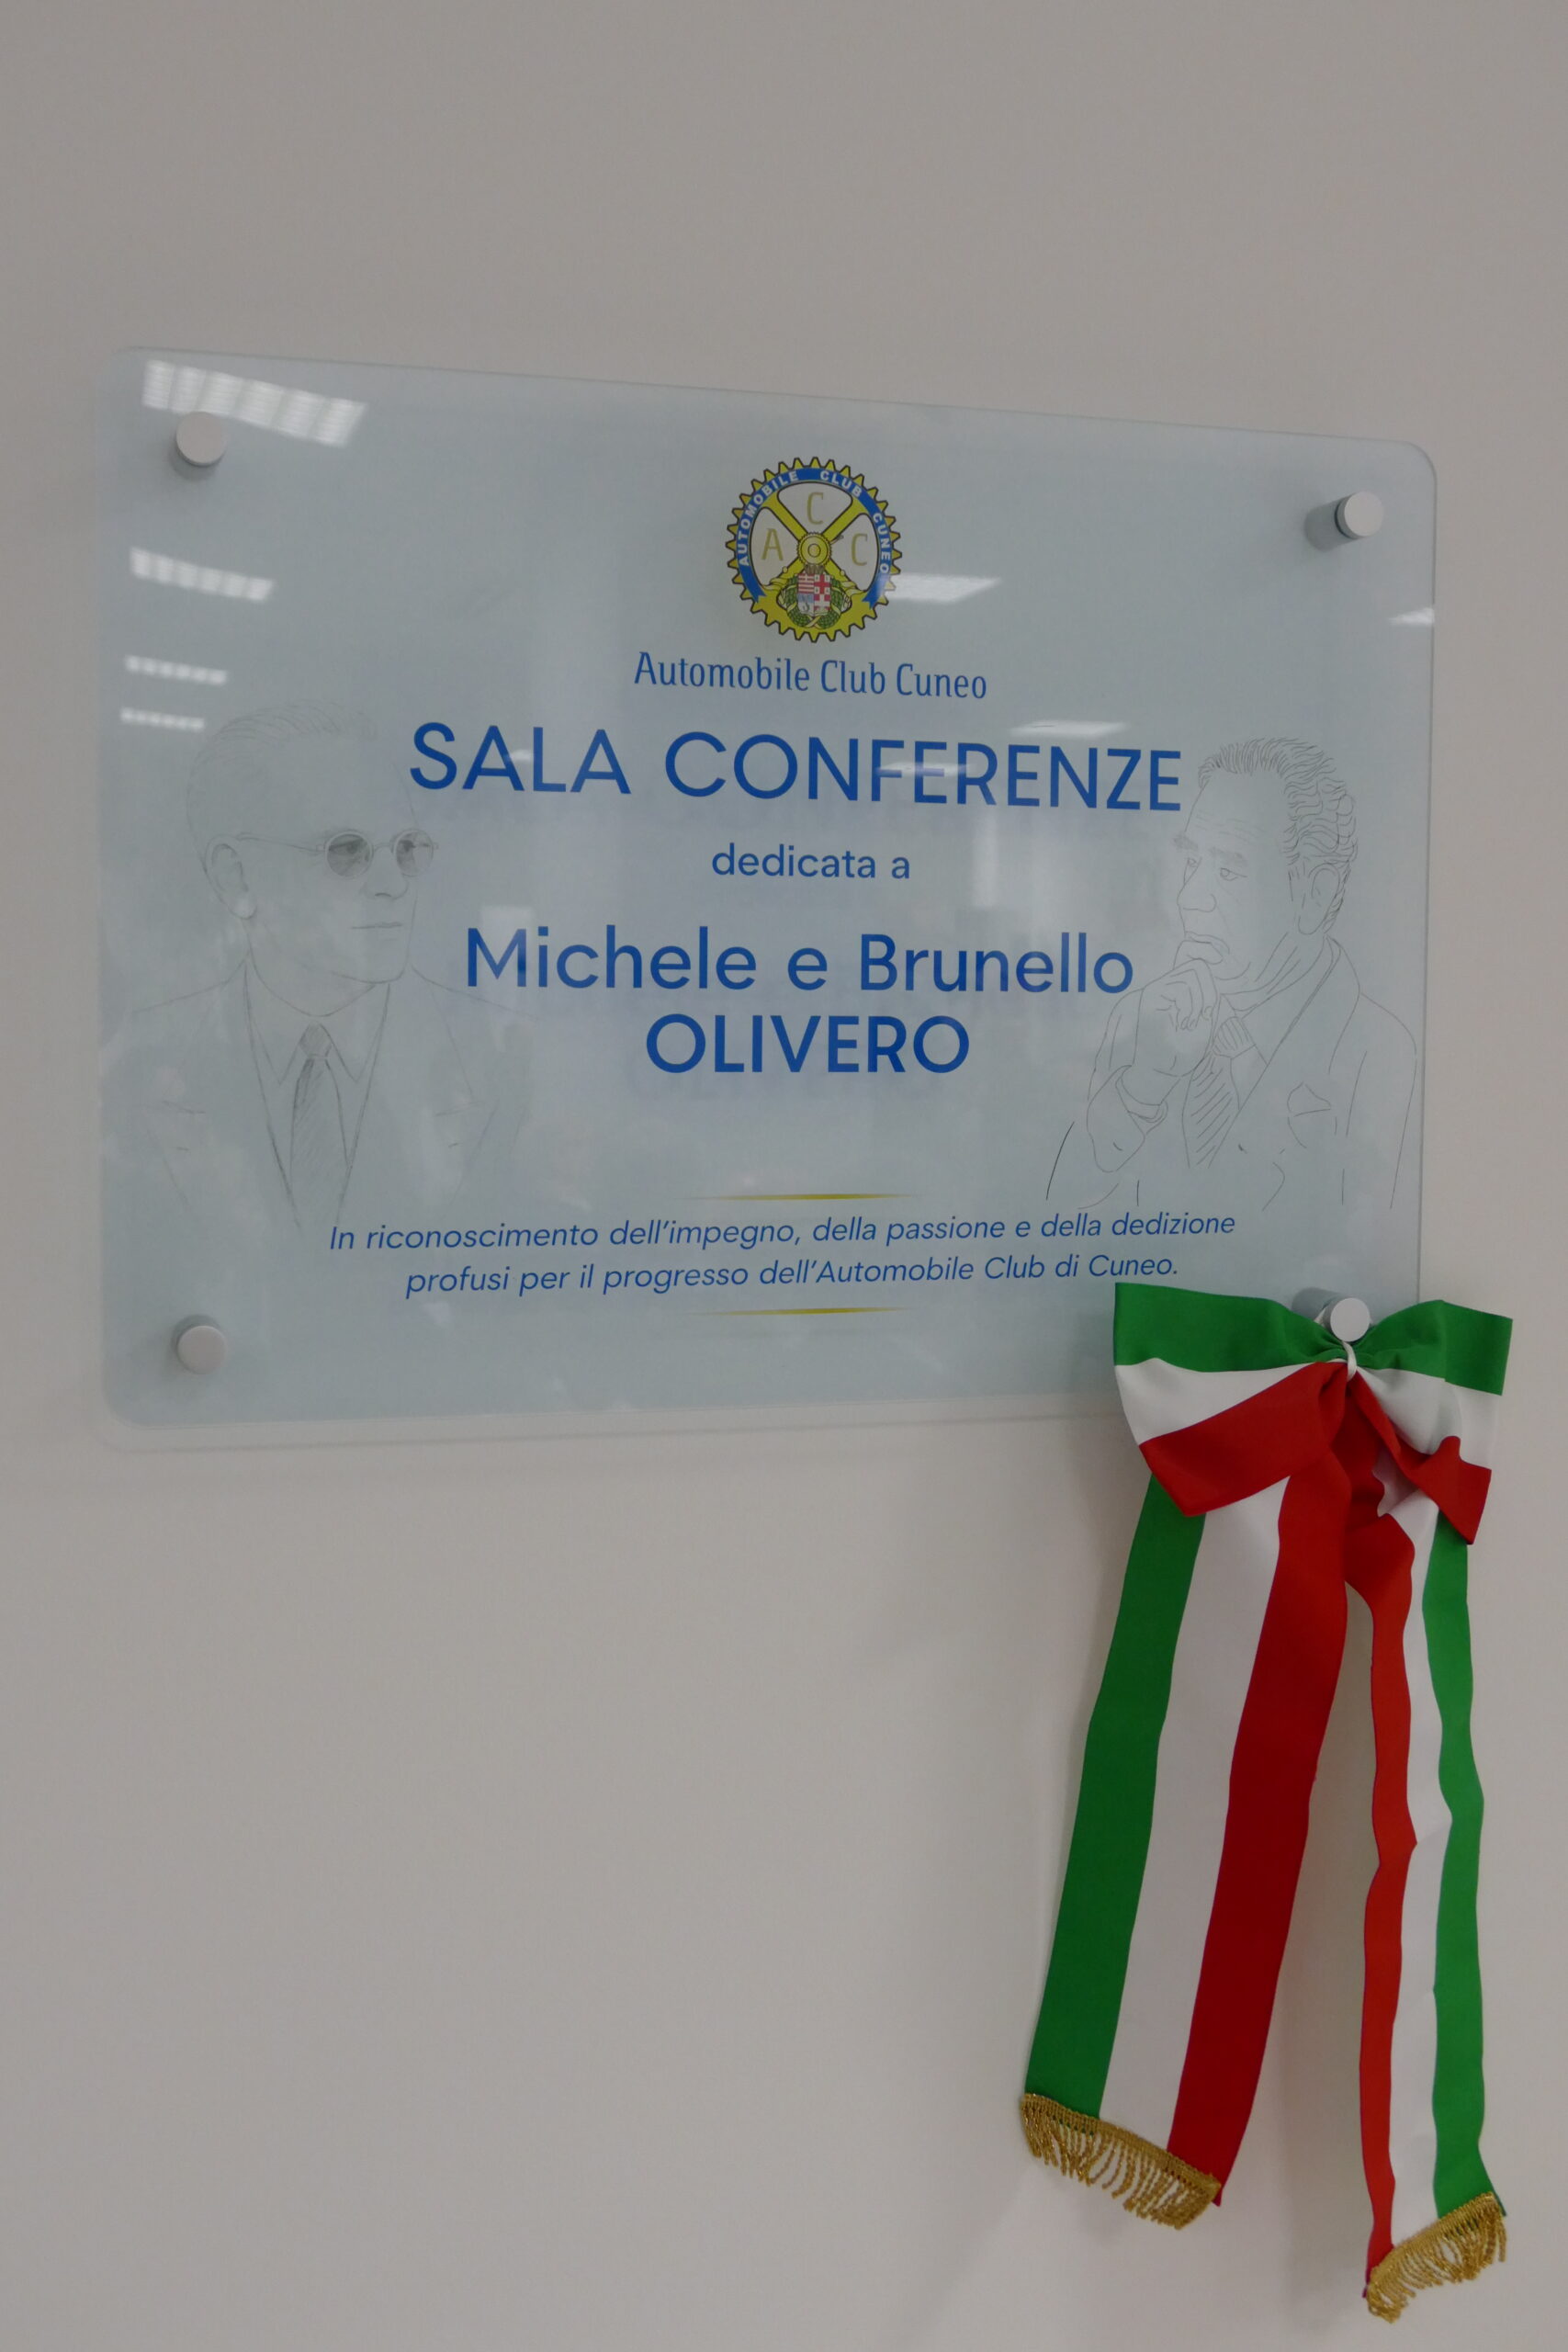 AUTOMOBILE CLUB CUNEO
A C C
Automobile Club Cuneo
SALA CONFERENZE
dedicata a
Michele e Brunello
OLIVERO
In riconoscimento dell'impegno, della passione e della dedizione
profusi per il progresso dell'Automobile Club di Cuneo.